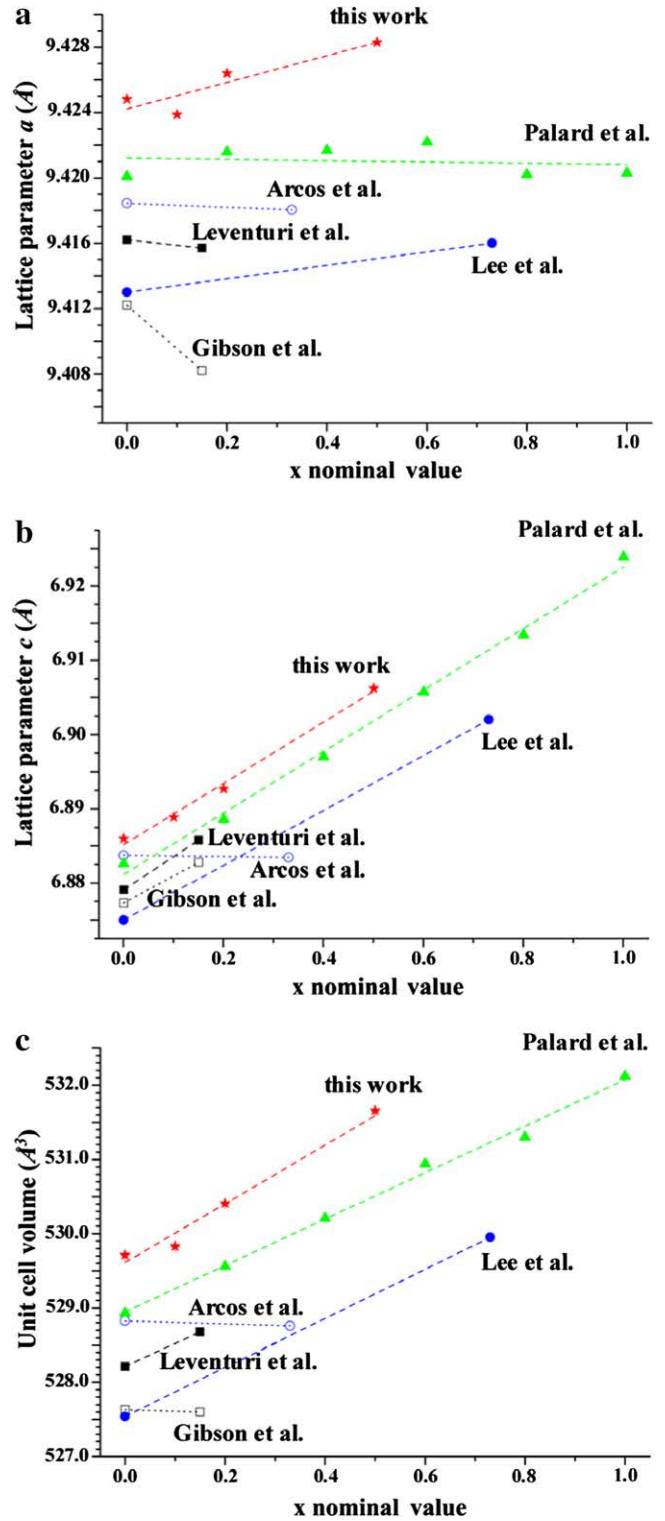 a
this work
9.428
9.424
9.420
9.416
9.412
9.408
Lattice parameter a (Å)
Palard et al.
Arcos et al.
Leventuri et al.
Lee et al.
Gibson et al.
0.0 0.2 0.4 0.6 0.8 1.0
x nominal value
b
Palard et al.
6.92
6.91
6.90
6.89
6.88
Lattice parameter c (Å)
this work
Lee et al.
Leventuri et al.
Arcos et al.
Gibson et al.
0.0 0.2 0.4 0.6 0.8 1.0
x nominal value
c
Palard et al.
532.0
531.0
530.0
529.0
528.0
527.0
Unit cell volume (Å³)
this work
Lee et al.
Arcos et al.
Leventuri et al.
Gibson et al.
0.0 0.2 0.4 0.6 0.8 1.0
x nominal value